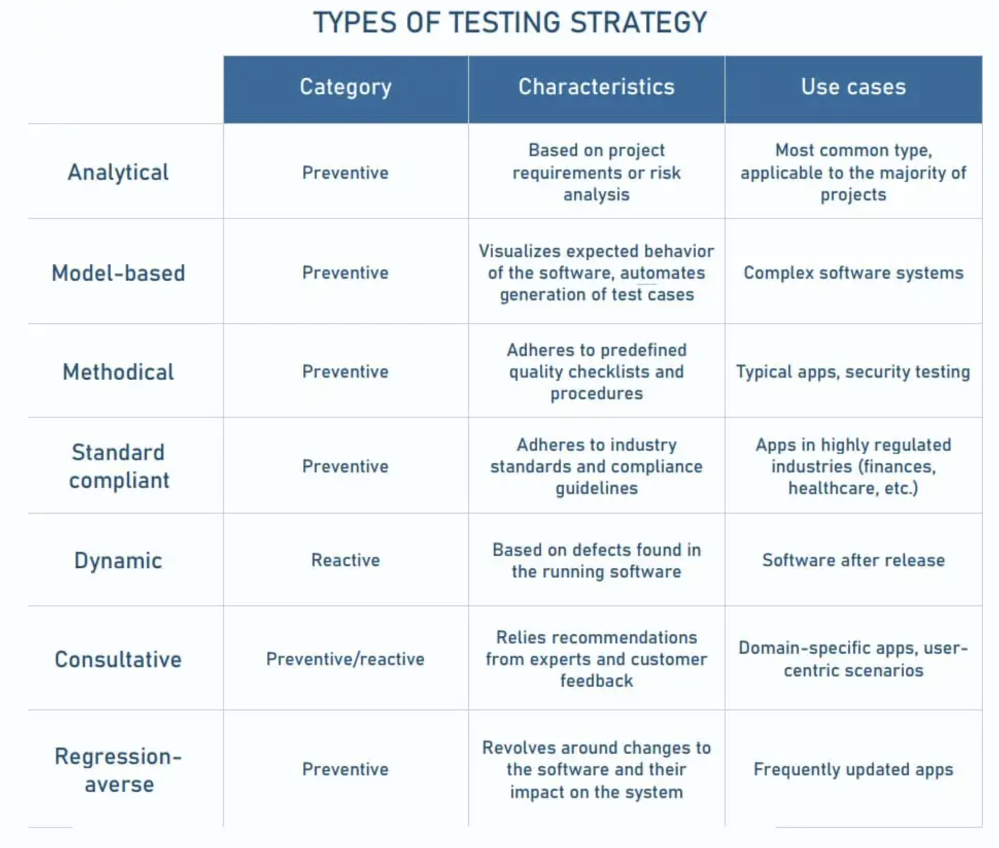 TYPES OF TESTING STRATEGY
Category
Characteristics
Use cases
Analytical
Preventive
Based on project
requirements or risk
analysis
Most common type,
applicable to the majority of
projects
Model-based
Preventive
Visualizes expected behavior
of the software, automates
generation of test cases
Complex software systems
Methodical
Preventive
Adheres to predefined
quality checklists and
procedures
Typical apps, security testing
Standard
compliant
Preventive
Adheres to industry
standards and compliance
guidelines
Apps in highly regulated
industries (finances,
healthcare, etc.)
Dynamic
Reactive
Based on defects found in
the running software
Software after release
Consultative
Preventive/reactive
Relies recommendations
from experts and customer
feedback
Domain-specific apps, user-
centric scenarios
Regression-
averse
Preventive
Revolves around changes to
the software and their
impact on the system
Frequently updated apps